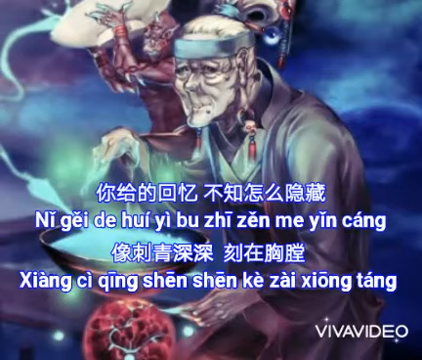 你给的回忆 不知怎么隐藏
Nǐ gěi de huí yì bu zhī zěn me yǐn cáng
像刺青深深 刻在胸膛
Xiàng cì qīng shēn shēn kè zài xiōng táng
VIVAVIDEO